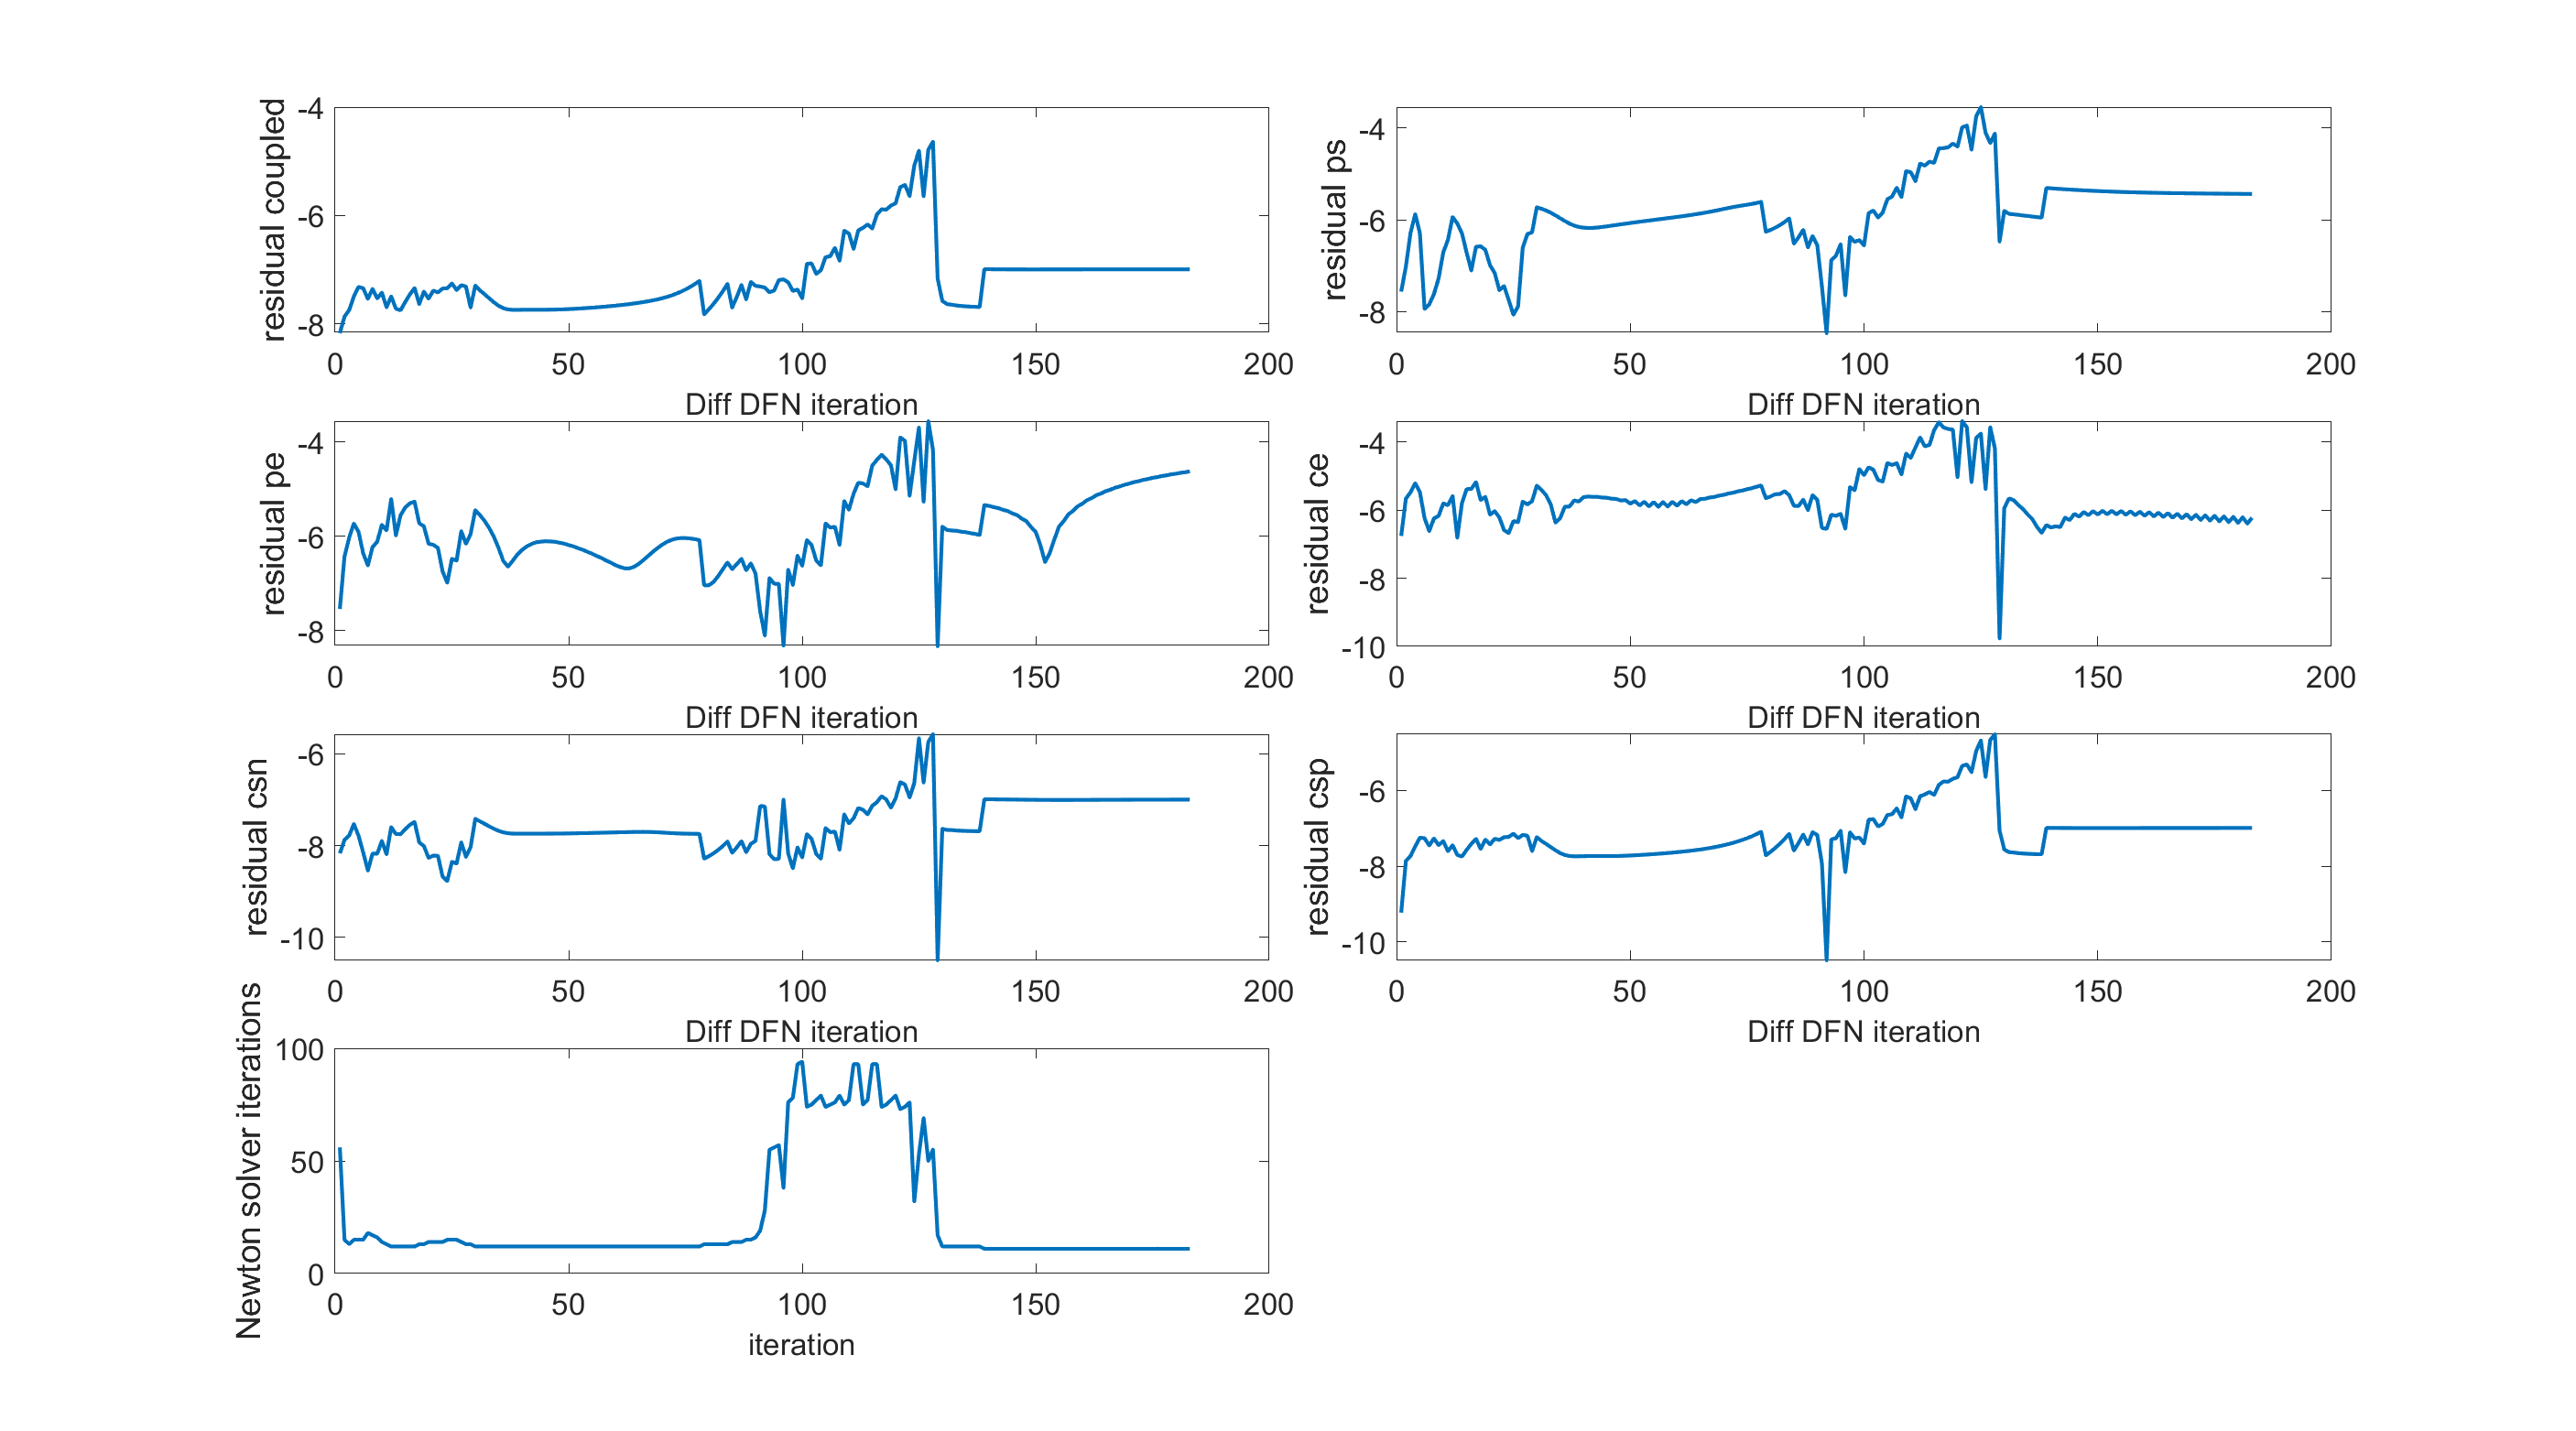 residual coupled
-4
-6
-8
0 50 100 150 200
Diff DFN iteration
residual ps
-4
-6
-8
0 50 100 150 200
Diff DFN iteration
residual pe
-4
-6
-8
0 50 100 150 200
Diff DFN iteration
residual ce
-4
-6
-8
-10
0 50 100 150 200
Diff DFN iteration
residual csn
-6
-8
-10
0 50 100 150 200
Diff DFN iteration
residual csp
-6
-8
-10
0 50 100 150 200
Diff DFN iteration
Newton solver iterations
100
50
0
0 50 100 150 200
iteration